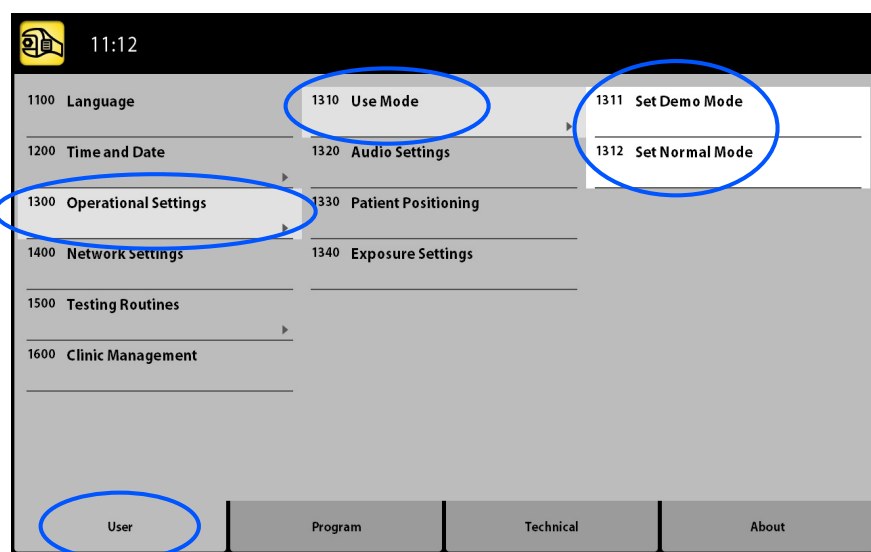 11:12
1100 Language
1200 Time and Date
1300 Operational Settings
1400 Network Settings
1500 Testing Routines
1600 Clinic Management
1310 Use Mode
1320 Audio Settings
1330 Patient Positioning
1340 Exposure Settings
1311 Set Demo Mode
1312 Set Normal Mode
User
Program
Technical
About